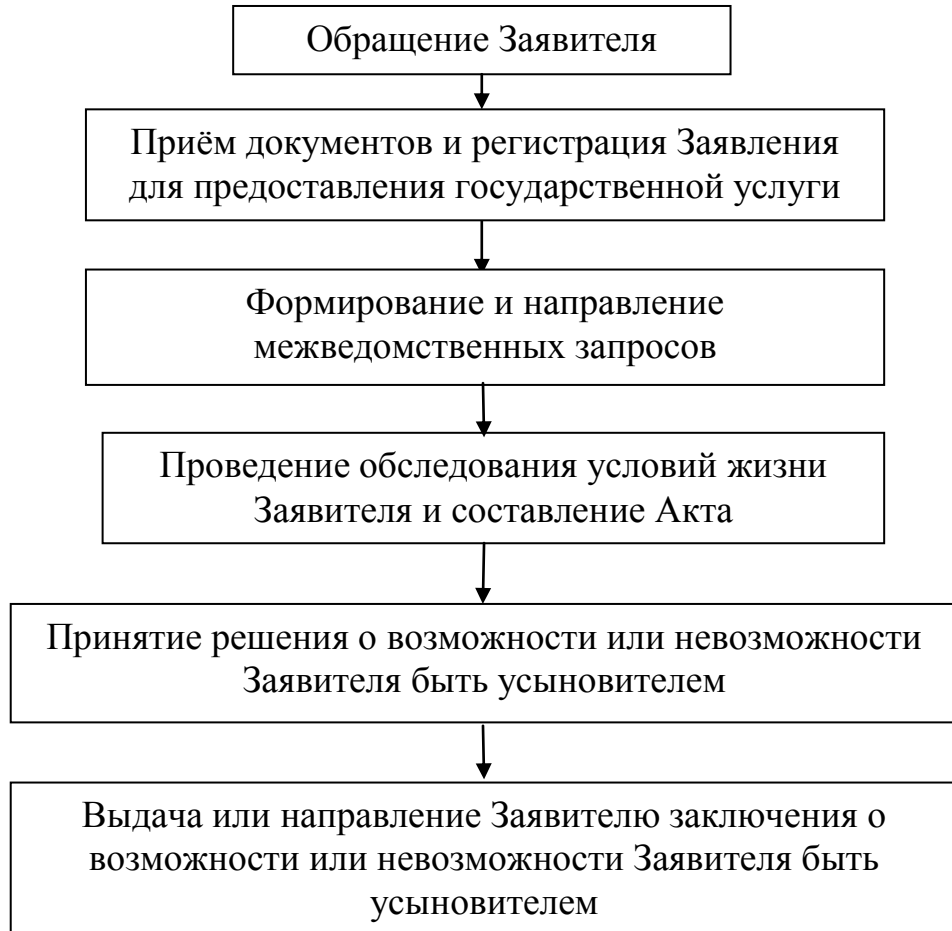 Обращение Заявителя
Приём документов и регистрация Заявления
для предоставления государственной услуги
Формирование и направление
межведомственных запросов
Проведение обследования условий жизни
Заявителя и составление Акта
Принятие решения о возможности или невозможности
Заявителя быть усыновителем
Выдача или направление Заявителю заключения о
возможности или невозможности Заявителя быть
усыновителем